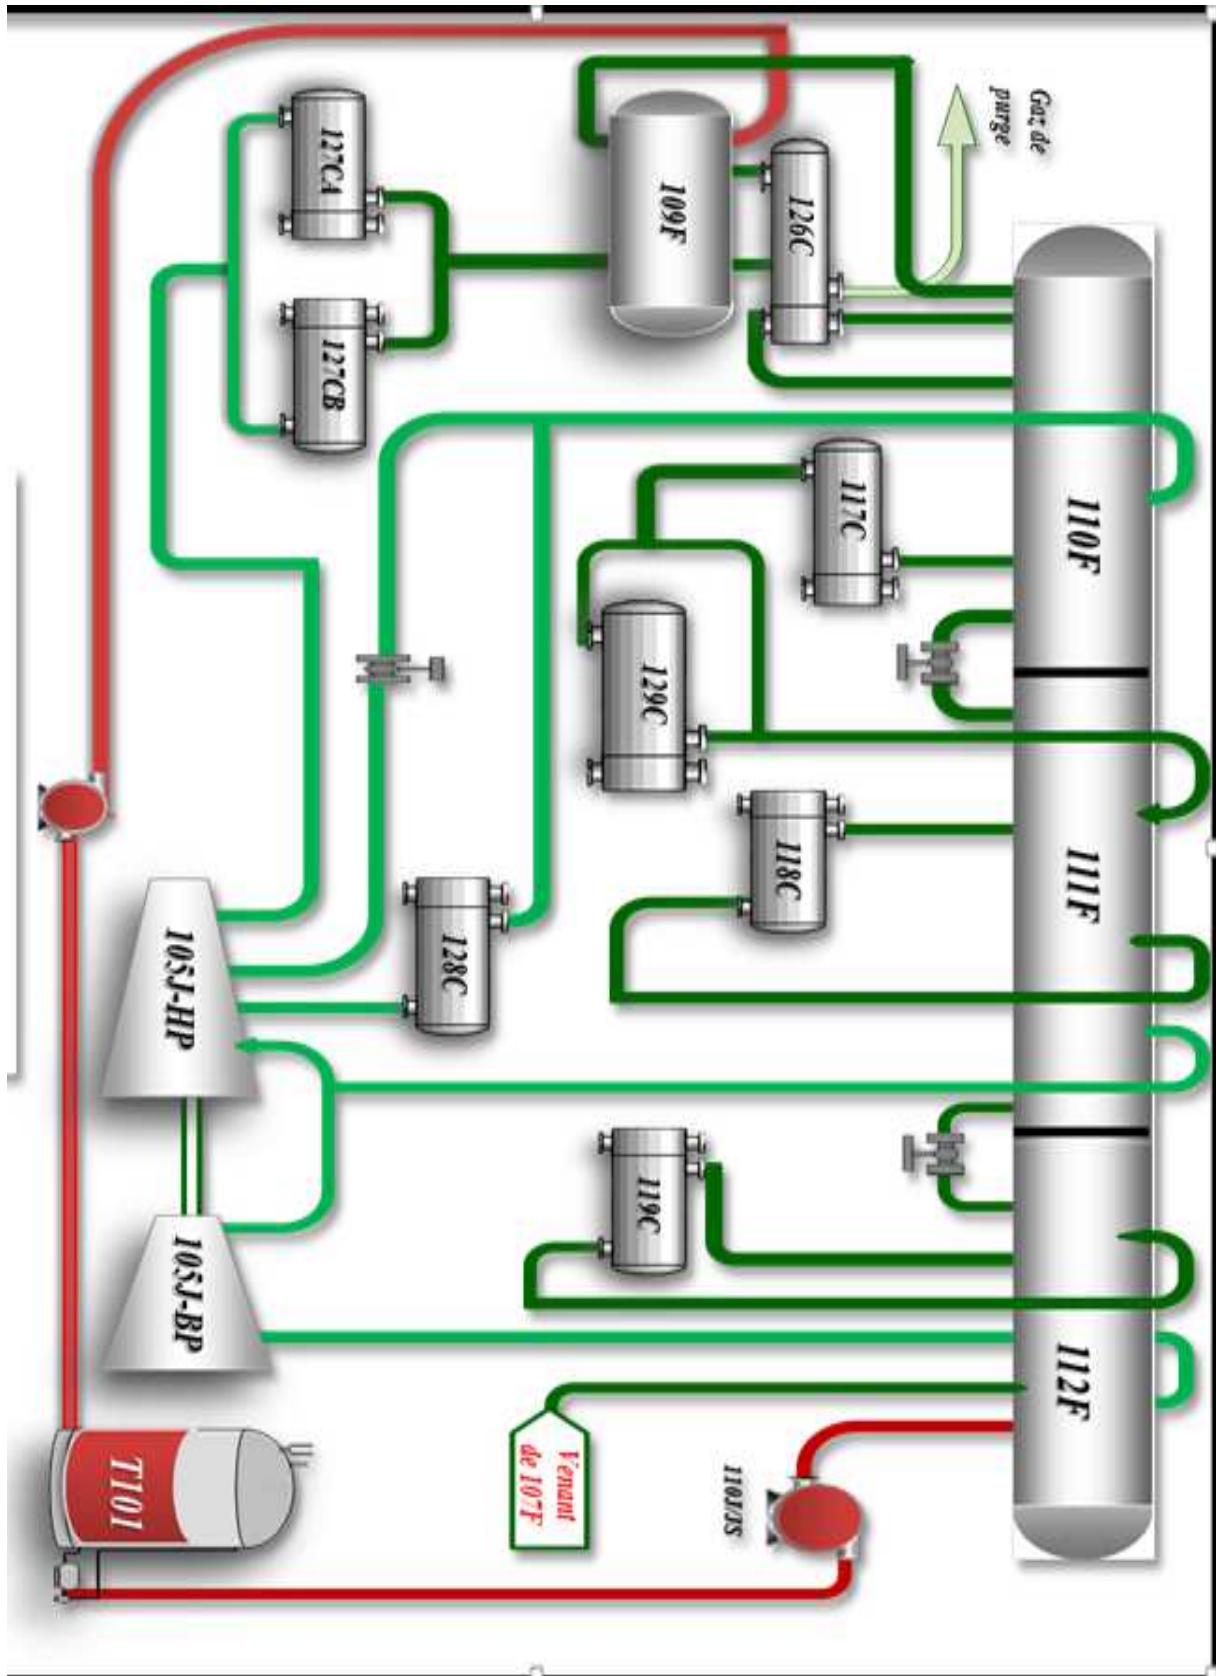 Gaz de
purge
127CA
109F
126C
127CB
117C
110F
129C
118C
111F
128C
105J-HP
119C
105J-BP
112F
Venant
de 107F
110J/JS
T101